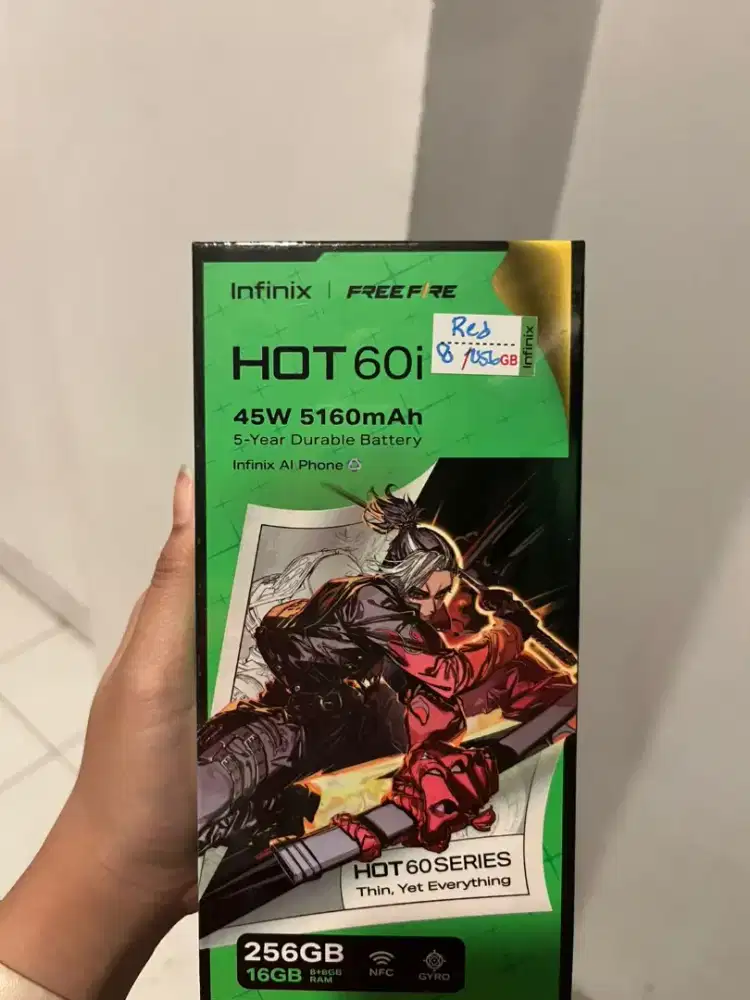 Infinix | FREE FIRE
Red
8 /256GB
Infinix
HOT 60i
45W 5160mAh
5-Year Durable Battery
Infinix AI Phone
HOT 60 SERIES
Thin, Yet Everything
256GB
16GB 8+8GB
RAM
NFC
GYRO